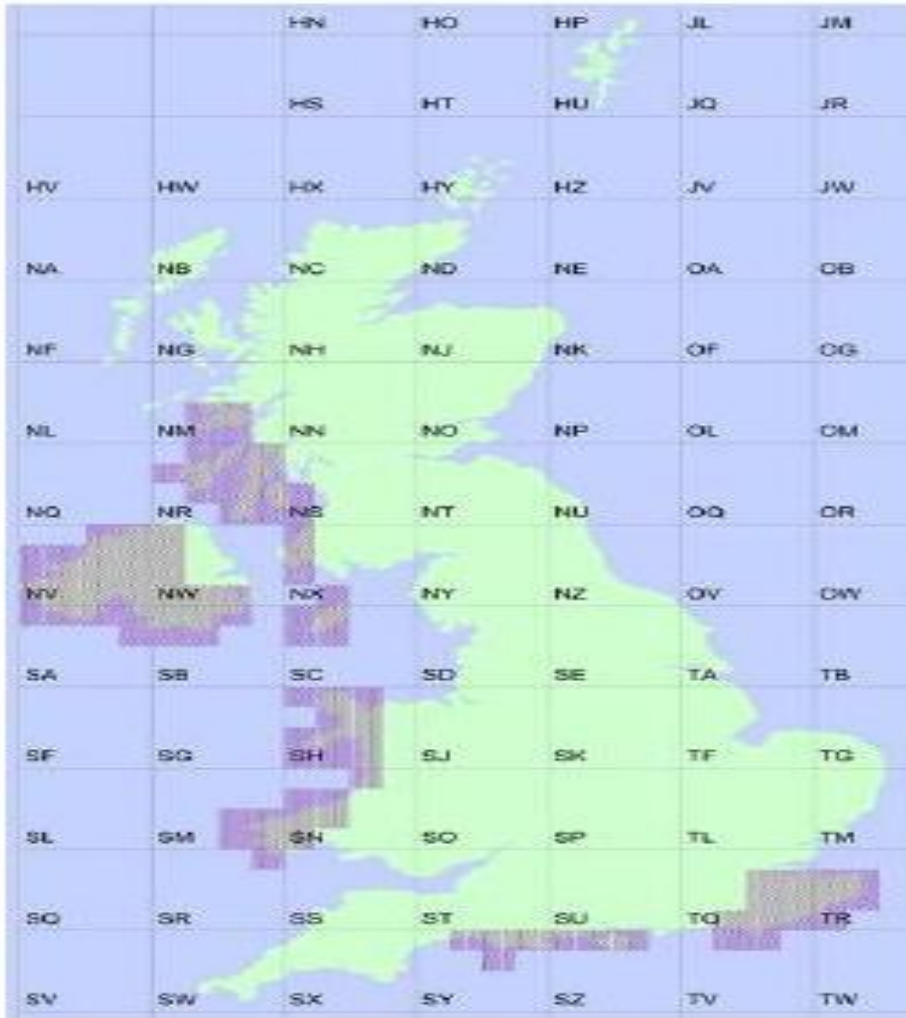 HN HO HP JL JM
HS HT HU JQ JR
HV HW HX HY HZ JV JW
NA NB NC ND NE OA OB
NF NG NH NJ NK OF OG
NL NM NN NO NP OL OM
NQ NR NS NT NU OQ OR
NV NW NX NY NZ OV OW
SA SB SC SD SE TA TB
SF SG SH SJ SK TF TG
SL SM SN SO SP TL TM
SQ SR SS ST SU TQ TR
SV SW SX SY SZ TV TW